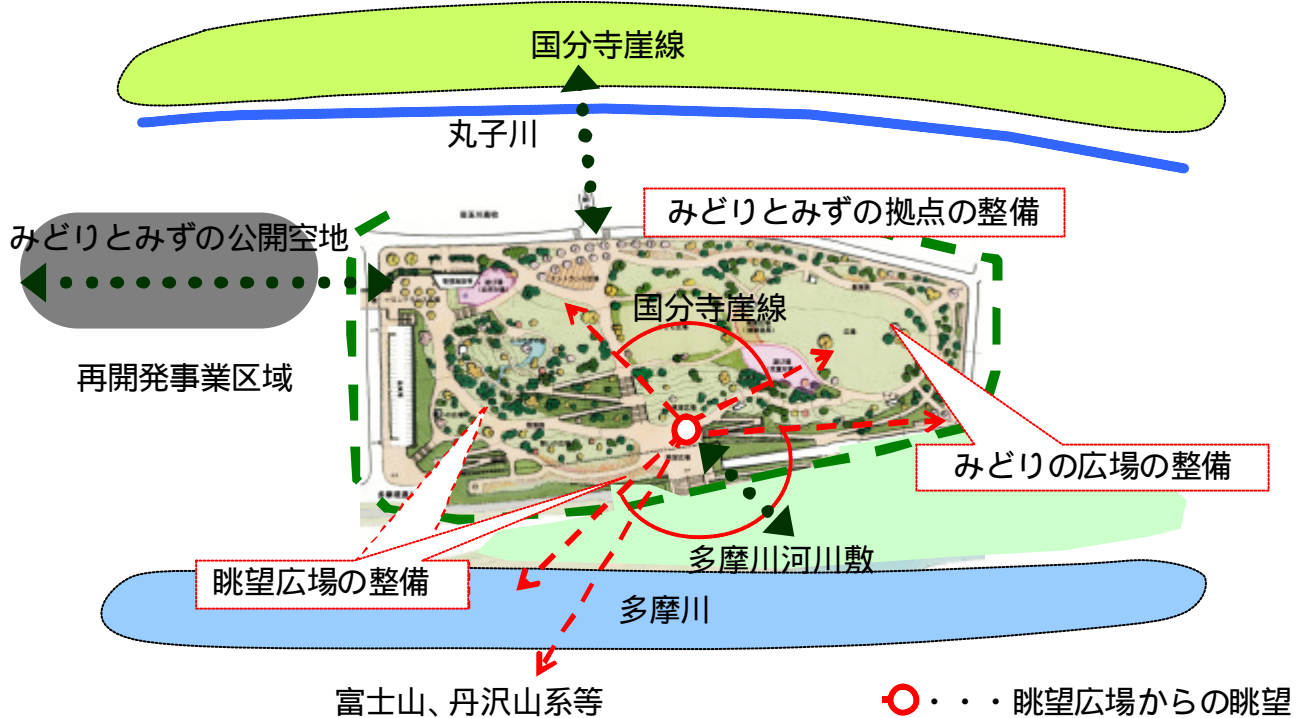 国分寺崖線
丸子川
みどりとみずの拠点の整備
みどりとみずの公開空地
国分寺崖線
再開発事業区域
みどりの広場の整備
多摩川河川敷
眺望広場の整備
多摩川
富士山、丹沢山系等
・・・眺望広場からの眺望